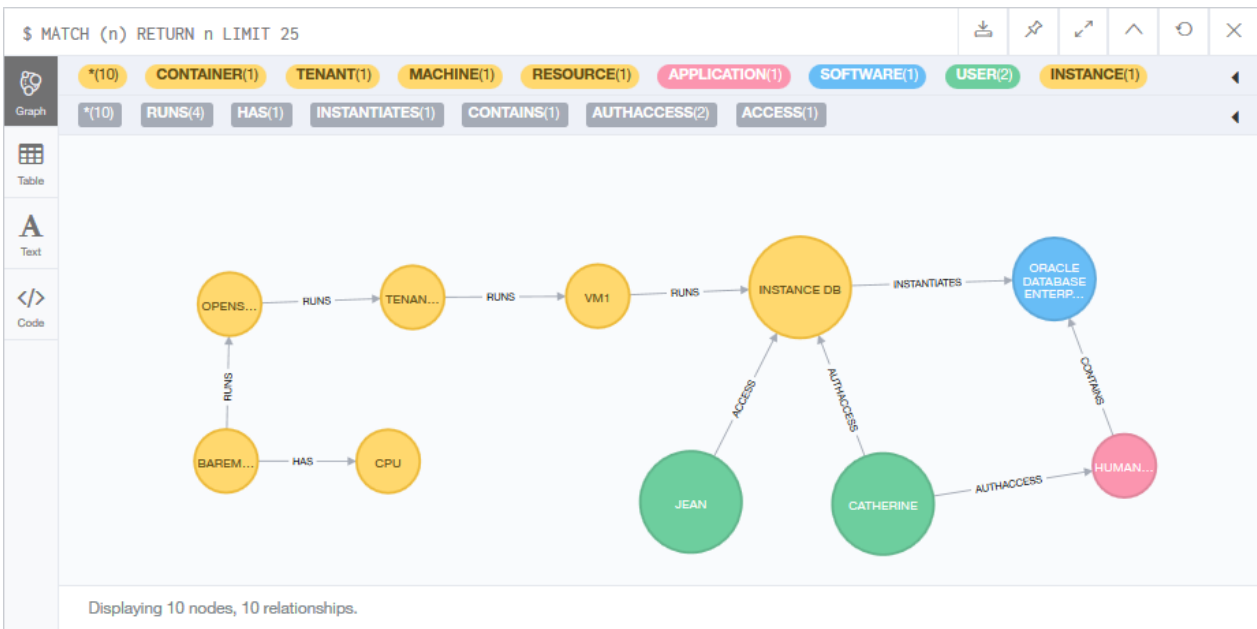 $ MATCH (n) RETURN n LIMIT 25
Graph
*(10) CONTAINER(1) TENANT(1) MACHINE(1) RESOURCE(1) APPLICATION(1) SOFTWARE(1) USER(2) INSTANCE(1)
*(10) RUNS(4) HAS(1) INSTANTIATES(1) CONTAINS(1) AUTHACCESS(2) ACCESS(1)
Table
A
Text
</>
Code
OPENS...
RUNS
TENAN...
RUNS
VM1
RUNS
INSTANCE DB
INSTANTIATES
ORACLE
DATABASE
ENTERP...
RUNS
ACCESS
AUTHACCESS
CONTAINS
BAREM...
HAS
CPU
JEAN
CATHERINE
AUTHACCESS
HUMAN...
Displaying 10 nodes, 10 relationships.